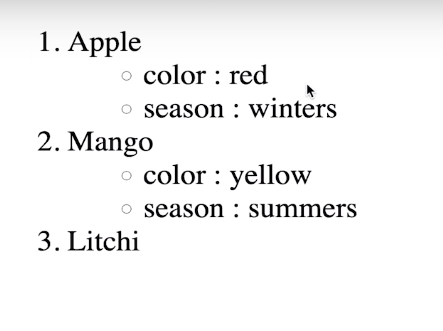 1. Apple
○ color : red
○ season : winters
2. Mango
○ color : yellow
○ season : summers
3. Litchi